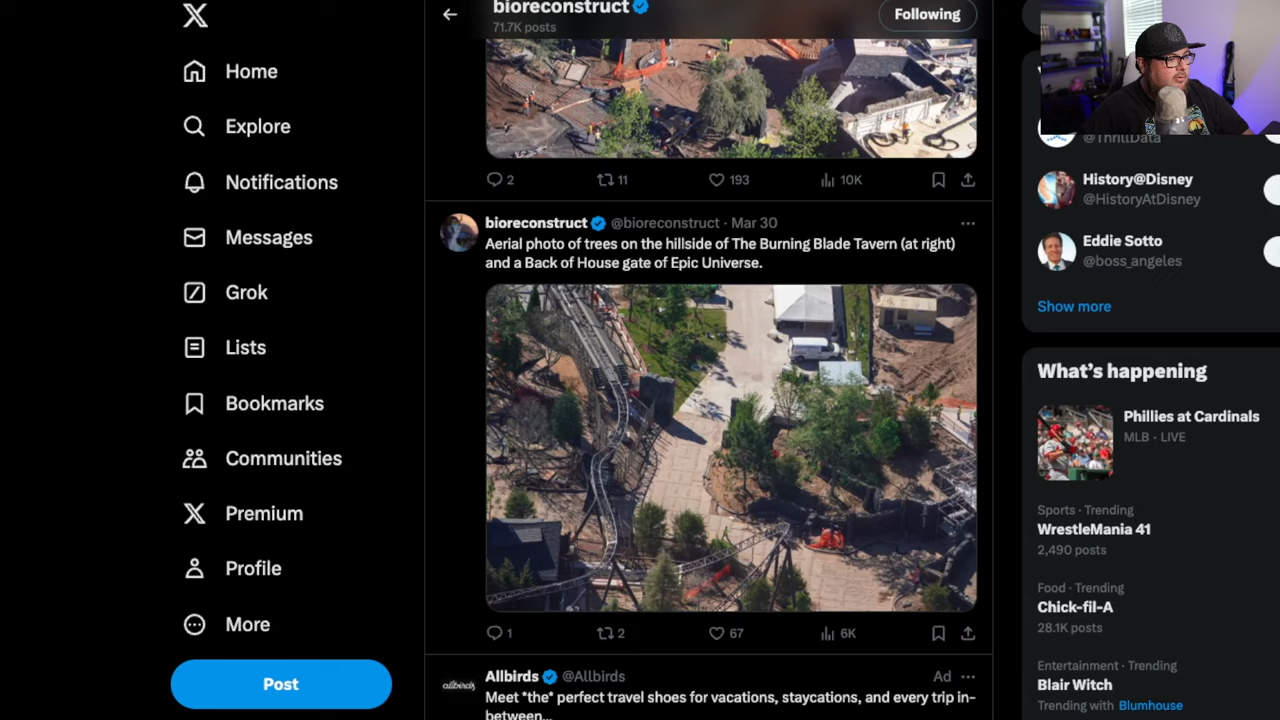 bioreconstruct
71.7K posts
Following
Home
Explore
Notifications
Messages
Grok
Lists
Bookmarks
Communities
Premium
Profile
More
Post
2
11
193
10K
bioreconstruct @bioreconstruct · Mar 30
Aerial photo of trees on the hillside of The Burning Blade Tavern (at right)
and a Back of House gate of Epic Universe.
1
2
67
6K
allbirds
Allbirds @Allbirds
Ad
Meet *the* perfect travel shoes for vacations, staycations, and every trip in-
between...
@ThrillData
History@Disney
@HistoryAtDisney
Eddie Sotto
@boss_angeles
Show more
What's happening
Phillies at Cardinals
MLB · LIVE
Sports · Trending
WrestleMania 41
2,490 posts
Food · Trending
Chick-fil-A
28.1K posts
Entertainment · Trending
Blair Witch
Trending with Blumhouse